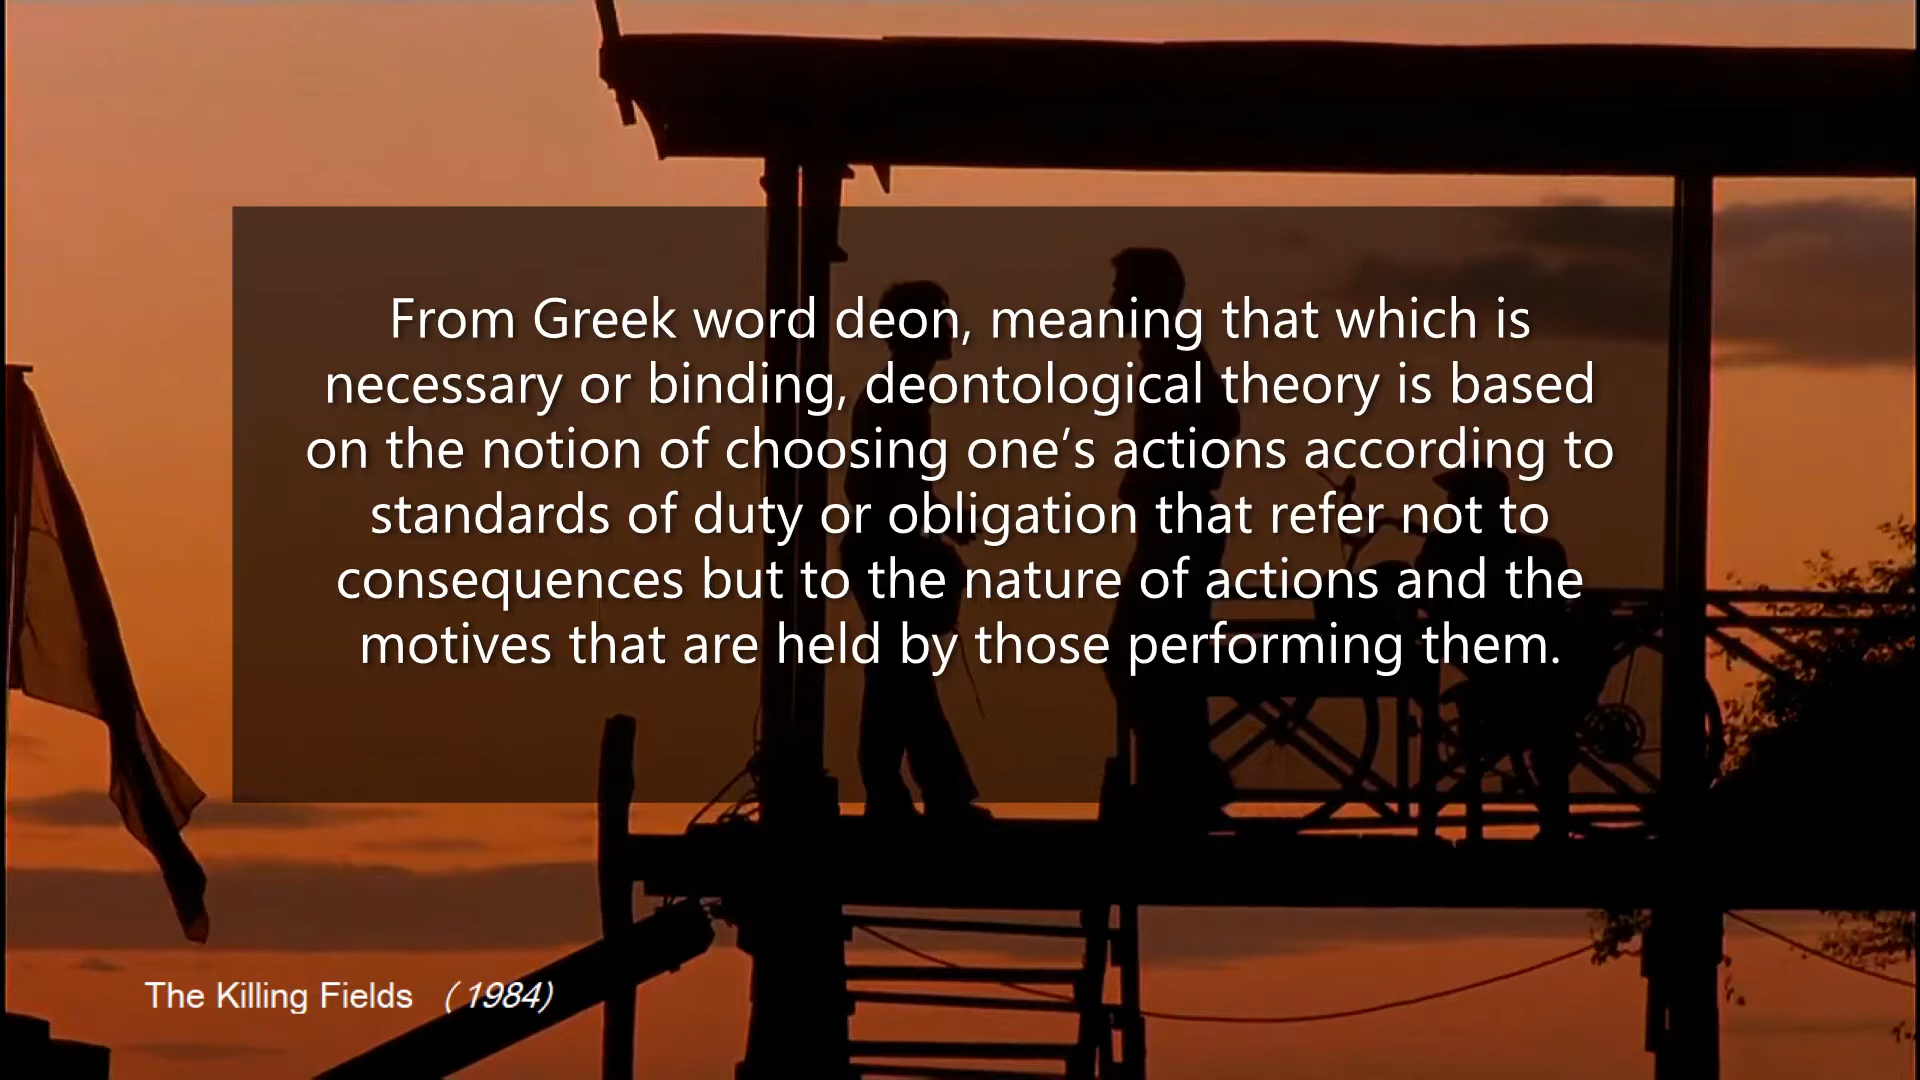 From Greek word deon, meaning that which is
necessary or binding, deontological theory is based
on the notion of choosing one’s actions according to
standards of duty or obligation that refer not to
consequences but to the nature of actions and the
motives that are held by those performing them.
The Killing Fields (1984)